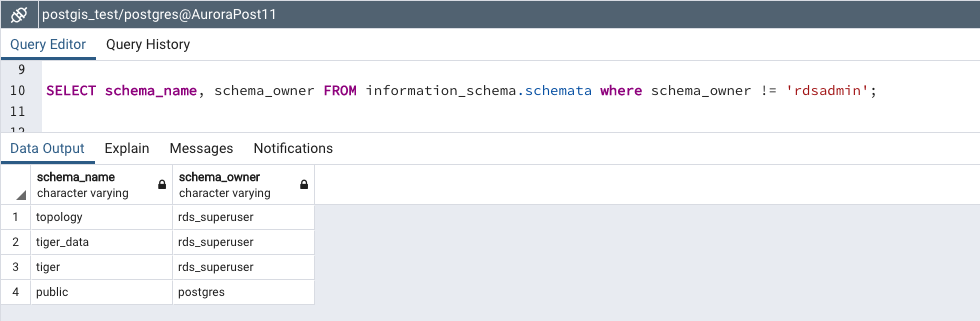 postgis_test/postgres@AuroraPost11
Query Editor Query History
9
10 SELECT schema_name, schema_owner FROM information_schema.schemata where schema_owner != 'rdsadmin';
11
12
Data Output Explain Messages Notifications
schema_name schema_owner
character varying character varying
1 topology rds_superuser
2 tiger_data rds_superuser
3 tiger rds_superuser
4 public postgres